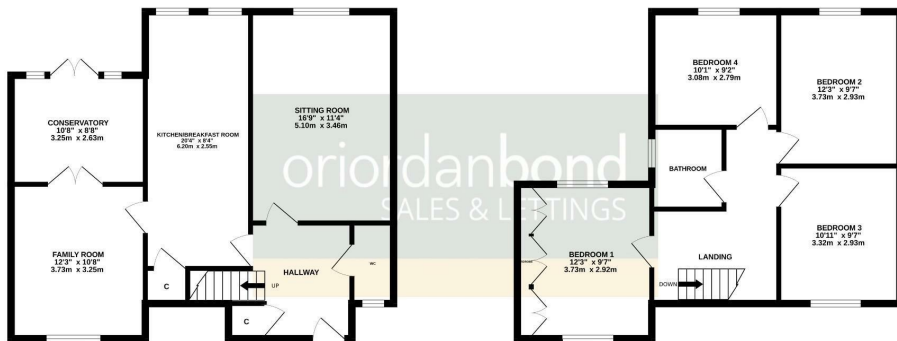 CONSERVATORY
10'8" x 8'8"
3.25m x 2.63m
KITCHEN/BREAKFAST ROOM
20'4" x 8'4"
6.20m x 2.55m
SITTING ROOM
16'9" x 11'4"
5.10m x 3.46m
FAMILY ROOM
12'3" x 10'8"
3.73m x 3.25m
C
UP
HALLWAY
WC
C
oriordanbond
SALES & LETTINGS
BEDROOM 4
10'1" x 9'2"
3.08m x 2.79m
BEDROOM 2
12'3" x 9'7"
3.73m x 2.93m
BATHROOM
BEDROOM 1
12'3" x 9'7"
3.73m x 2.92m
BEDROOM 3
10'11" x 9'7"
3.32m x 2.93m
LANDING
DOWN